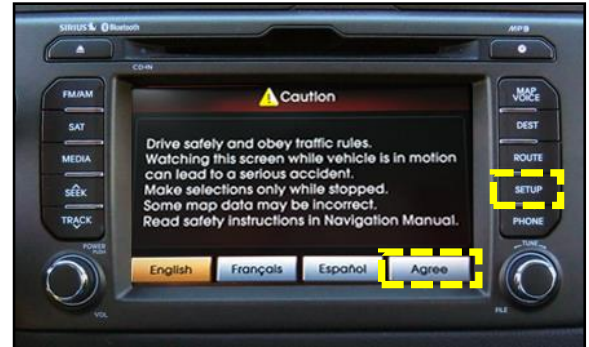 SIRIUS Bluetooth
MP3
CD-IN
FM/AM
SAT
MEDIA
SEEK
TRACK
POWER
PUSH
VOL
Caution
Drive safely and obey traffic rules.
Watching this screen while vehicle is in motion
can lead to a serious accident.
Make selections only while stopped.
Some map data may be incorrect.
Read safety instructions in Navigation Manual.
English Français Español Agree
MAP
VOICE
DEST
ROUTE
SETUP
PHONE
TUNE
FILE